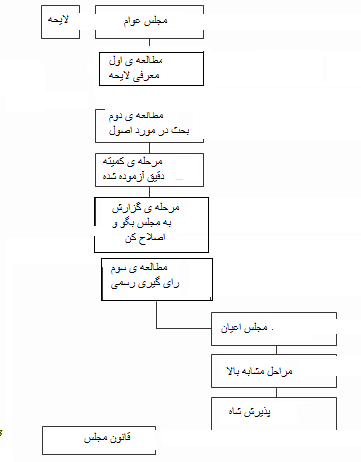 لایحه
مجلس عوام
مطالعه ی اول
معرفی لایحه
مطالعه ی دوم
بحث در مورد اصول
مرحله ی کمیته
دقیق آزموده شده
مرحله ی گزارش
به مجلس بگو و
اصلاح کن
مطالعه ی سوم
رای گیری رسمی
مجلس اعیان .
مراحل مشابه بالا
پذیرش شاه
قانون مجلس